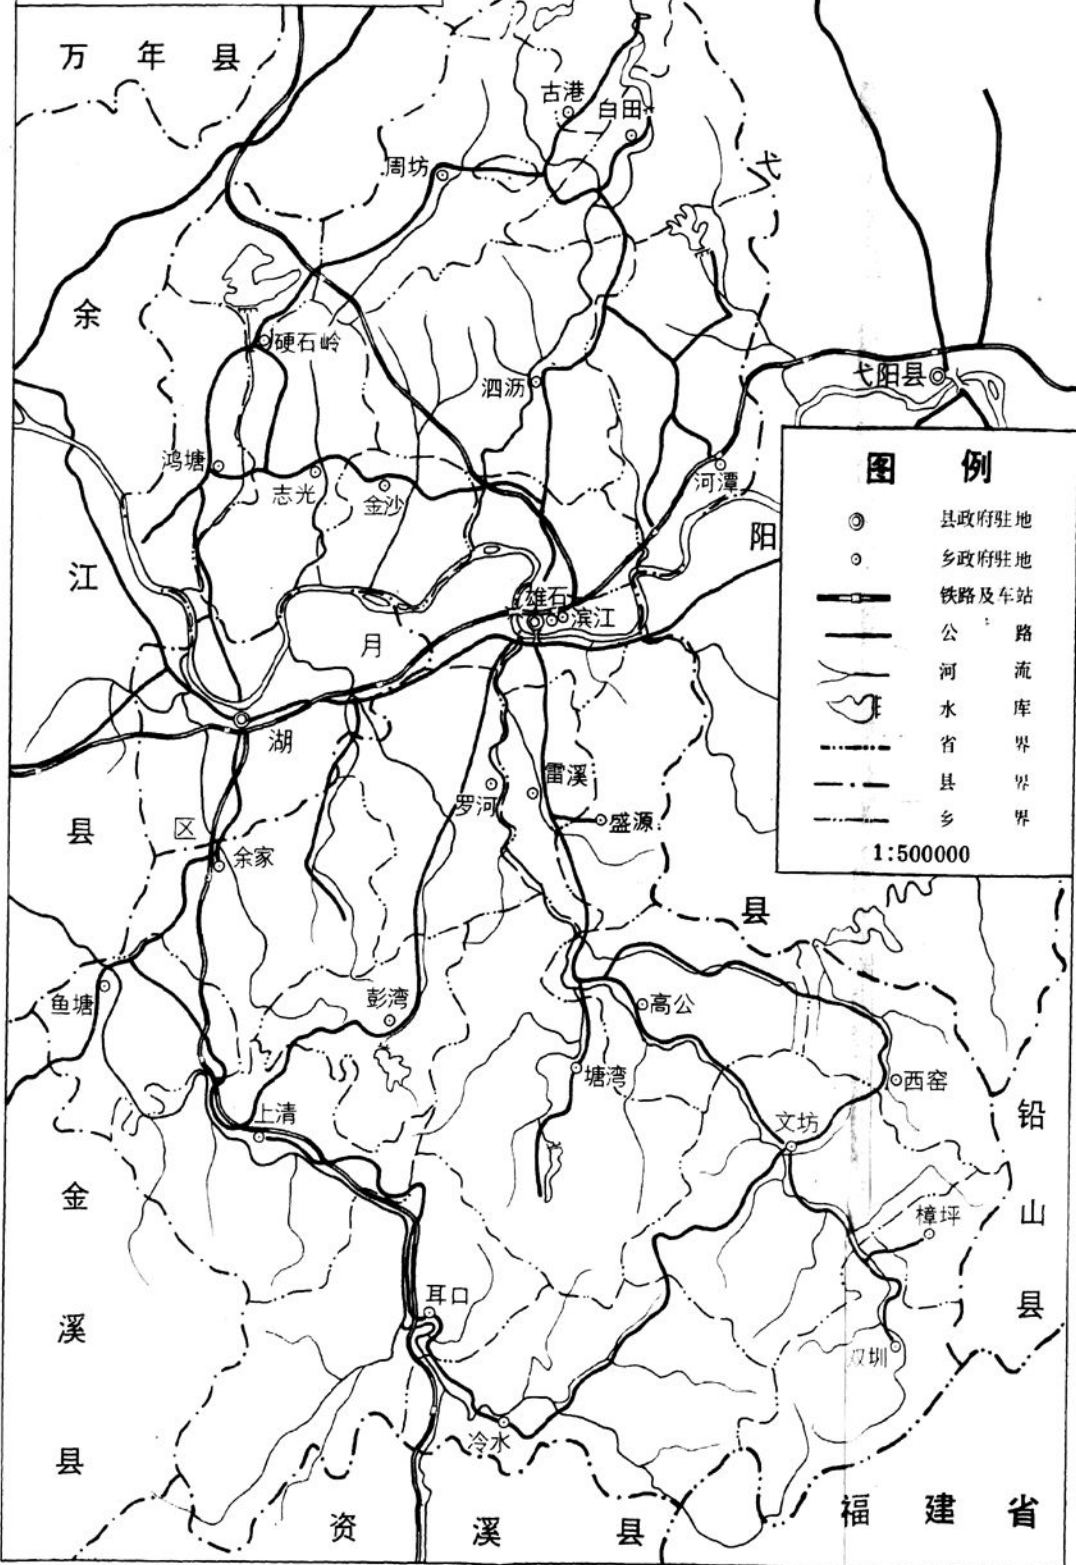 万年县
古港
白田
周坊
弋
余
硬石岭
泗沥
弋阳县
鸿塘
志光
金沙
河潭
阳
江
雄石
滨江
月
湖
罗河
雷溪
盛源
县
区
余家
县
鱼塘
彭湾
高公
塘湾
西窑
上清
文坊
铅
金
樟坪
山
溪
耳口
县
双圳
县
冷水
资溪县
福建省
图例
县政府驻地
乡政府驻地
铁路及车站
公路
河流
水库
省界
县界
乡界
1:500000